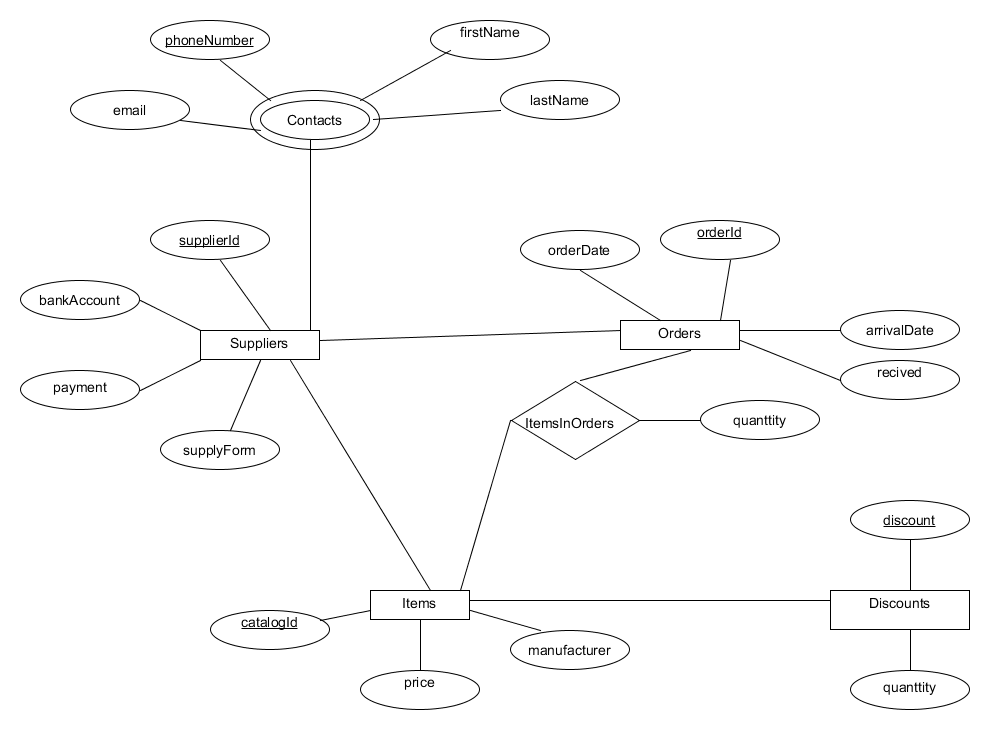 firstName
phoneNumber
lastName
email
Contacts
supplierId
orderId
orderDate
bankAccount
arrivalDate
Suppliers
Orders
recived
payment
ItemsInOrders
quanttity
supplyForm
discount
Items
Discounts
catalogId
manufacturer
price
quanttity